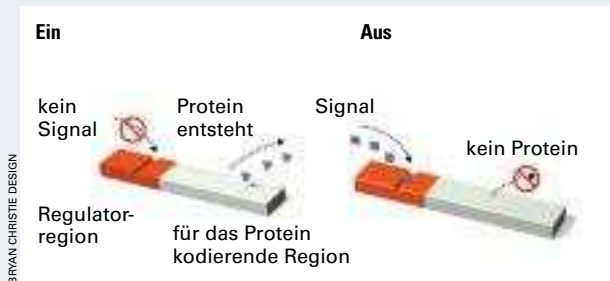 Ein
Aus
kein
Signal
Protein
entsteht
Signal
kein Protein
Regulator-
region
für das Protein
kodierende Region
BRYAN CHRISTIE DESIGN